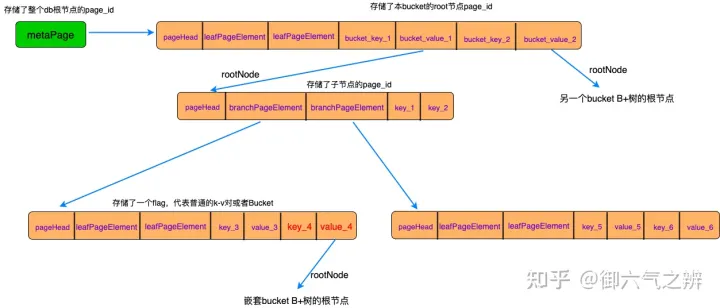 存储了整个db根节点的page_id
存储了本bucket的root节点page_id
metaPage
pageHead leafPageElement leafPageElement bucket_key_1 bucket_value_1 bucket_key_2 bucket_value_2
rootNode
rootNode
存储了子节点的page_id
另一个bucket B+树的根节点
pageHead branchPageElement branchPageElement key_1 key_2
存储了一个flag，代表普通的k-v对或者Bucket
pageHead leafPageElement leafPageElement key_3 value_3 key_4 value_4
pageHead leafPageElement leafPageElement key_5 value_5 key_6 value_6
rootNode
嵌套bucket B+树的根节点
知乎 @御六气之辨